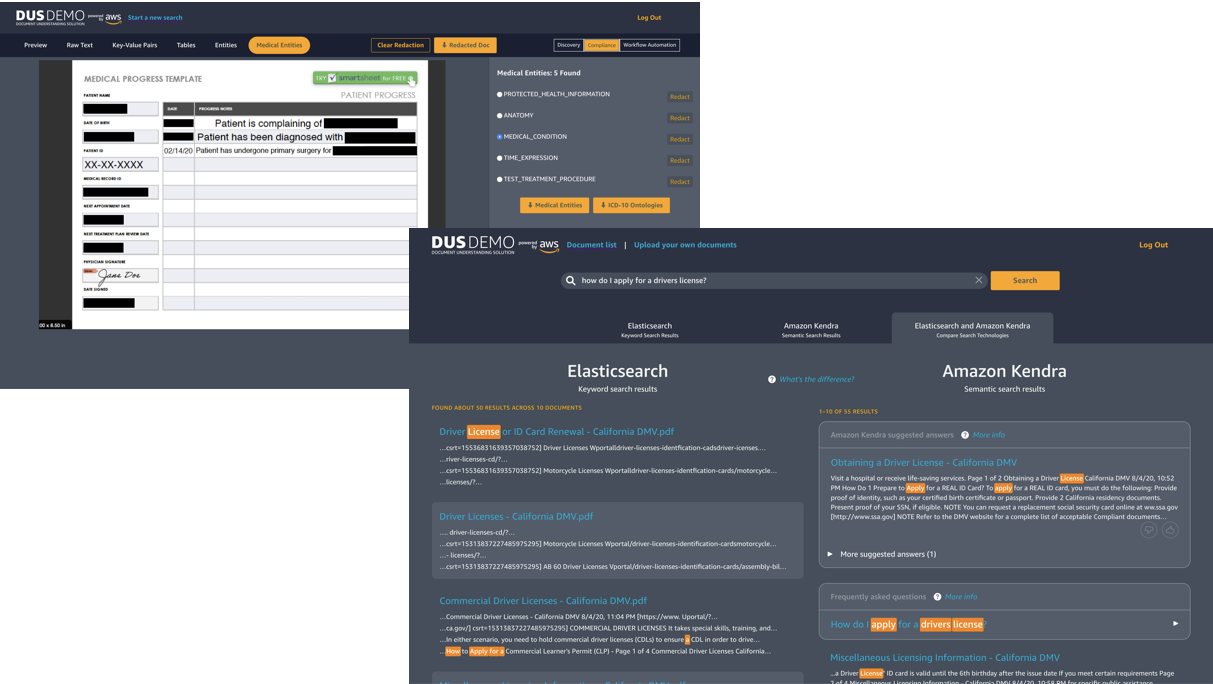 DUSDEMO powered by aws Start a new search Log Out
DOCUMENT UNDERSTANDING SOLUTION
Preview Raw Text Key-Value Pairs Tables Entities Medical Entities Clear Redaction Redacted Doc Discovery Compliance Workflow Automation
MEDICAL PROGRESS TEMPLATE
TRY smartsheet for FREE
PATIENT PROGRESS
PATIENT NAME
DATE PROGRESS NOTES
Patient is complaining of
DATE OF BIRTH
Patient has been diagnosed with
PATIENT ID
02/14/20 Patient has undergone primary surgery for
XX-XX-XXXX
MEDICAL RECORD ID
NEXT APPOINTMENT DATE
NEXT TREATMENT PLAN REVIEW DATE
PHYSICIAN SIGNATURE
Jane Doe
DATE SIGNED
00 x 8.50 in
Medical Entities: 5 Found
PROTECTED_HEALTH_INFORMATION Redact
ANATOMY Redact
MEDICAL_CONDITION Redact
TIME_EXPRESSION Redact
TEST_TREATMENT_PROCEDURE Redact
Medical Entities ICD-10 Ontologies
DUSDEMO powered by aws Document list | Upload your own documents Log Out
DOCUMENT UNDERSTANDING SOLUTION
how do I apply for a drivers license? Search
Elasticsearch
Keyword Search Results
Amazon Kendra
Semantic Search Results
Elasticsearch and Amazon Kendra
Compare Search Technologies
Elasticsearch
Keyword search results
? What's the difference?
Amazon Kendra
Semantic search results
FOUND ABOUT 50 RESULTS ACROSS 10 DOCUMENTS
Driver License or ID Card Renewal - California DMV.pdf
...csrt=15536831639357038752] Driver Licenses Wportalldriver-licenses-identfication-cadsdriver-icenses....
...river-licenses-cd/?...
...csrt=15536831639357038752] Motorcycle Licenses Wportalldriver-licenses-identfication-cards/motorcycle...
...licenses/?...
Driver Licenses - California DMV.pdf
.... driver-licenses-cd/?...
...csrt=15313837227485975295] Motorcycle Licenses Wportal/driver-licenses-identification-cardsmotorcycle...
...- licenses/?...
...csrt=15313837227485975295] AB 60 Driver Licenses Vportal/driver-licenses-identification-cards/assembly-bil...
Commercial Driver Licenses - California DMV.pdf
...Commercial Driver Licenses - California DMV 8/4/20, 11:04 PM [https://www. Uportal/?...
...ca.gov/] csrt=15313837227485975295] COMMERCIAL DRIVER LICENSES It takes special skills, training, and...
...In either scenario, you need to hold commercial driver licenses (CDLs) to ensure a CDL in order to drive...
...How to Apply for a Commercial Learner's Permit (CLP) - Page 1 of 4 Commercial Driver Licenses California...
1–10 OF 55 RESULTS
Amazon Kendra suggested answers ? More info
Obtaining a Driver License - California DMV
Visit a hospital or receive life-saving services. Page 1 of 2 Obtaining a Driver License California DMV 8/4/20, 10:52
PM How Do I Prepare to Apply for a REAL ID Card? To apply for a REAL ID card, you must do the following: Provide
proof of identity, such as your certified birth certificate or passport. Provide 2 California residency documents.
Present proof of your SSN, if eligible. NOTE You can request a replacement social security card online at ww.ssa.gov
[http://www.ssa.gov] NOTE Refer to the DMV website for a complete list of acceptable Compliant documents...
More suggested answers (1)
Frequently asked questions ? More info
How do I apply for a drivers license?
Miscellaneous Licensing Information - California DMV
...a Driver License" ID card is valid until the 6th birthday after the issue date If you meet certain requirements Page